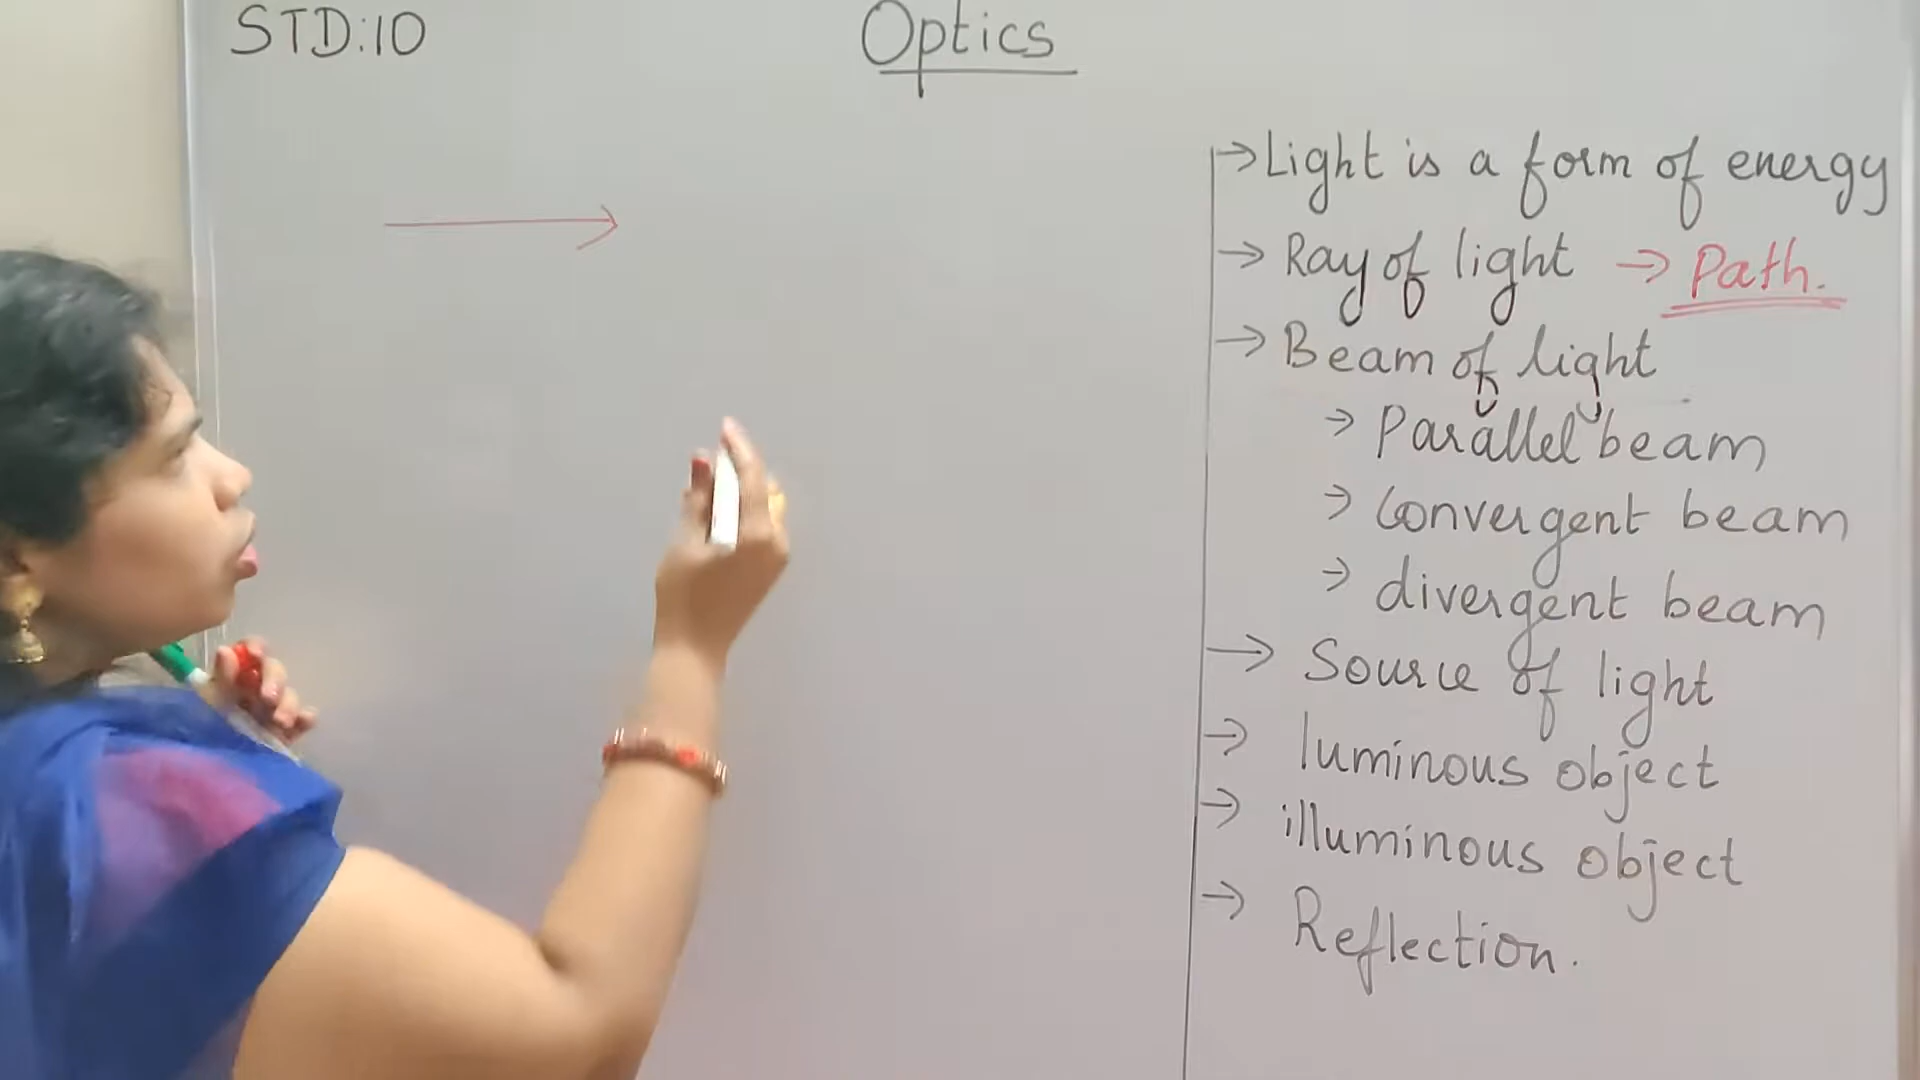 STD:10
Optics
→ Light is a form of energy
→ Ray of light → Path.
→ Beam of light
→ Parallel beam
→ Convergent beam
→ divergent beam
→ Source of light
→ luminous object
→ illuminous object
→ Reflection.